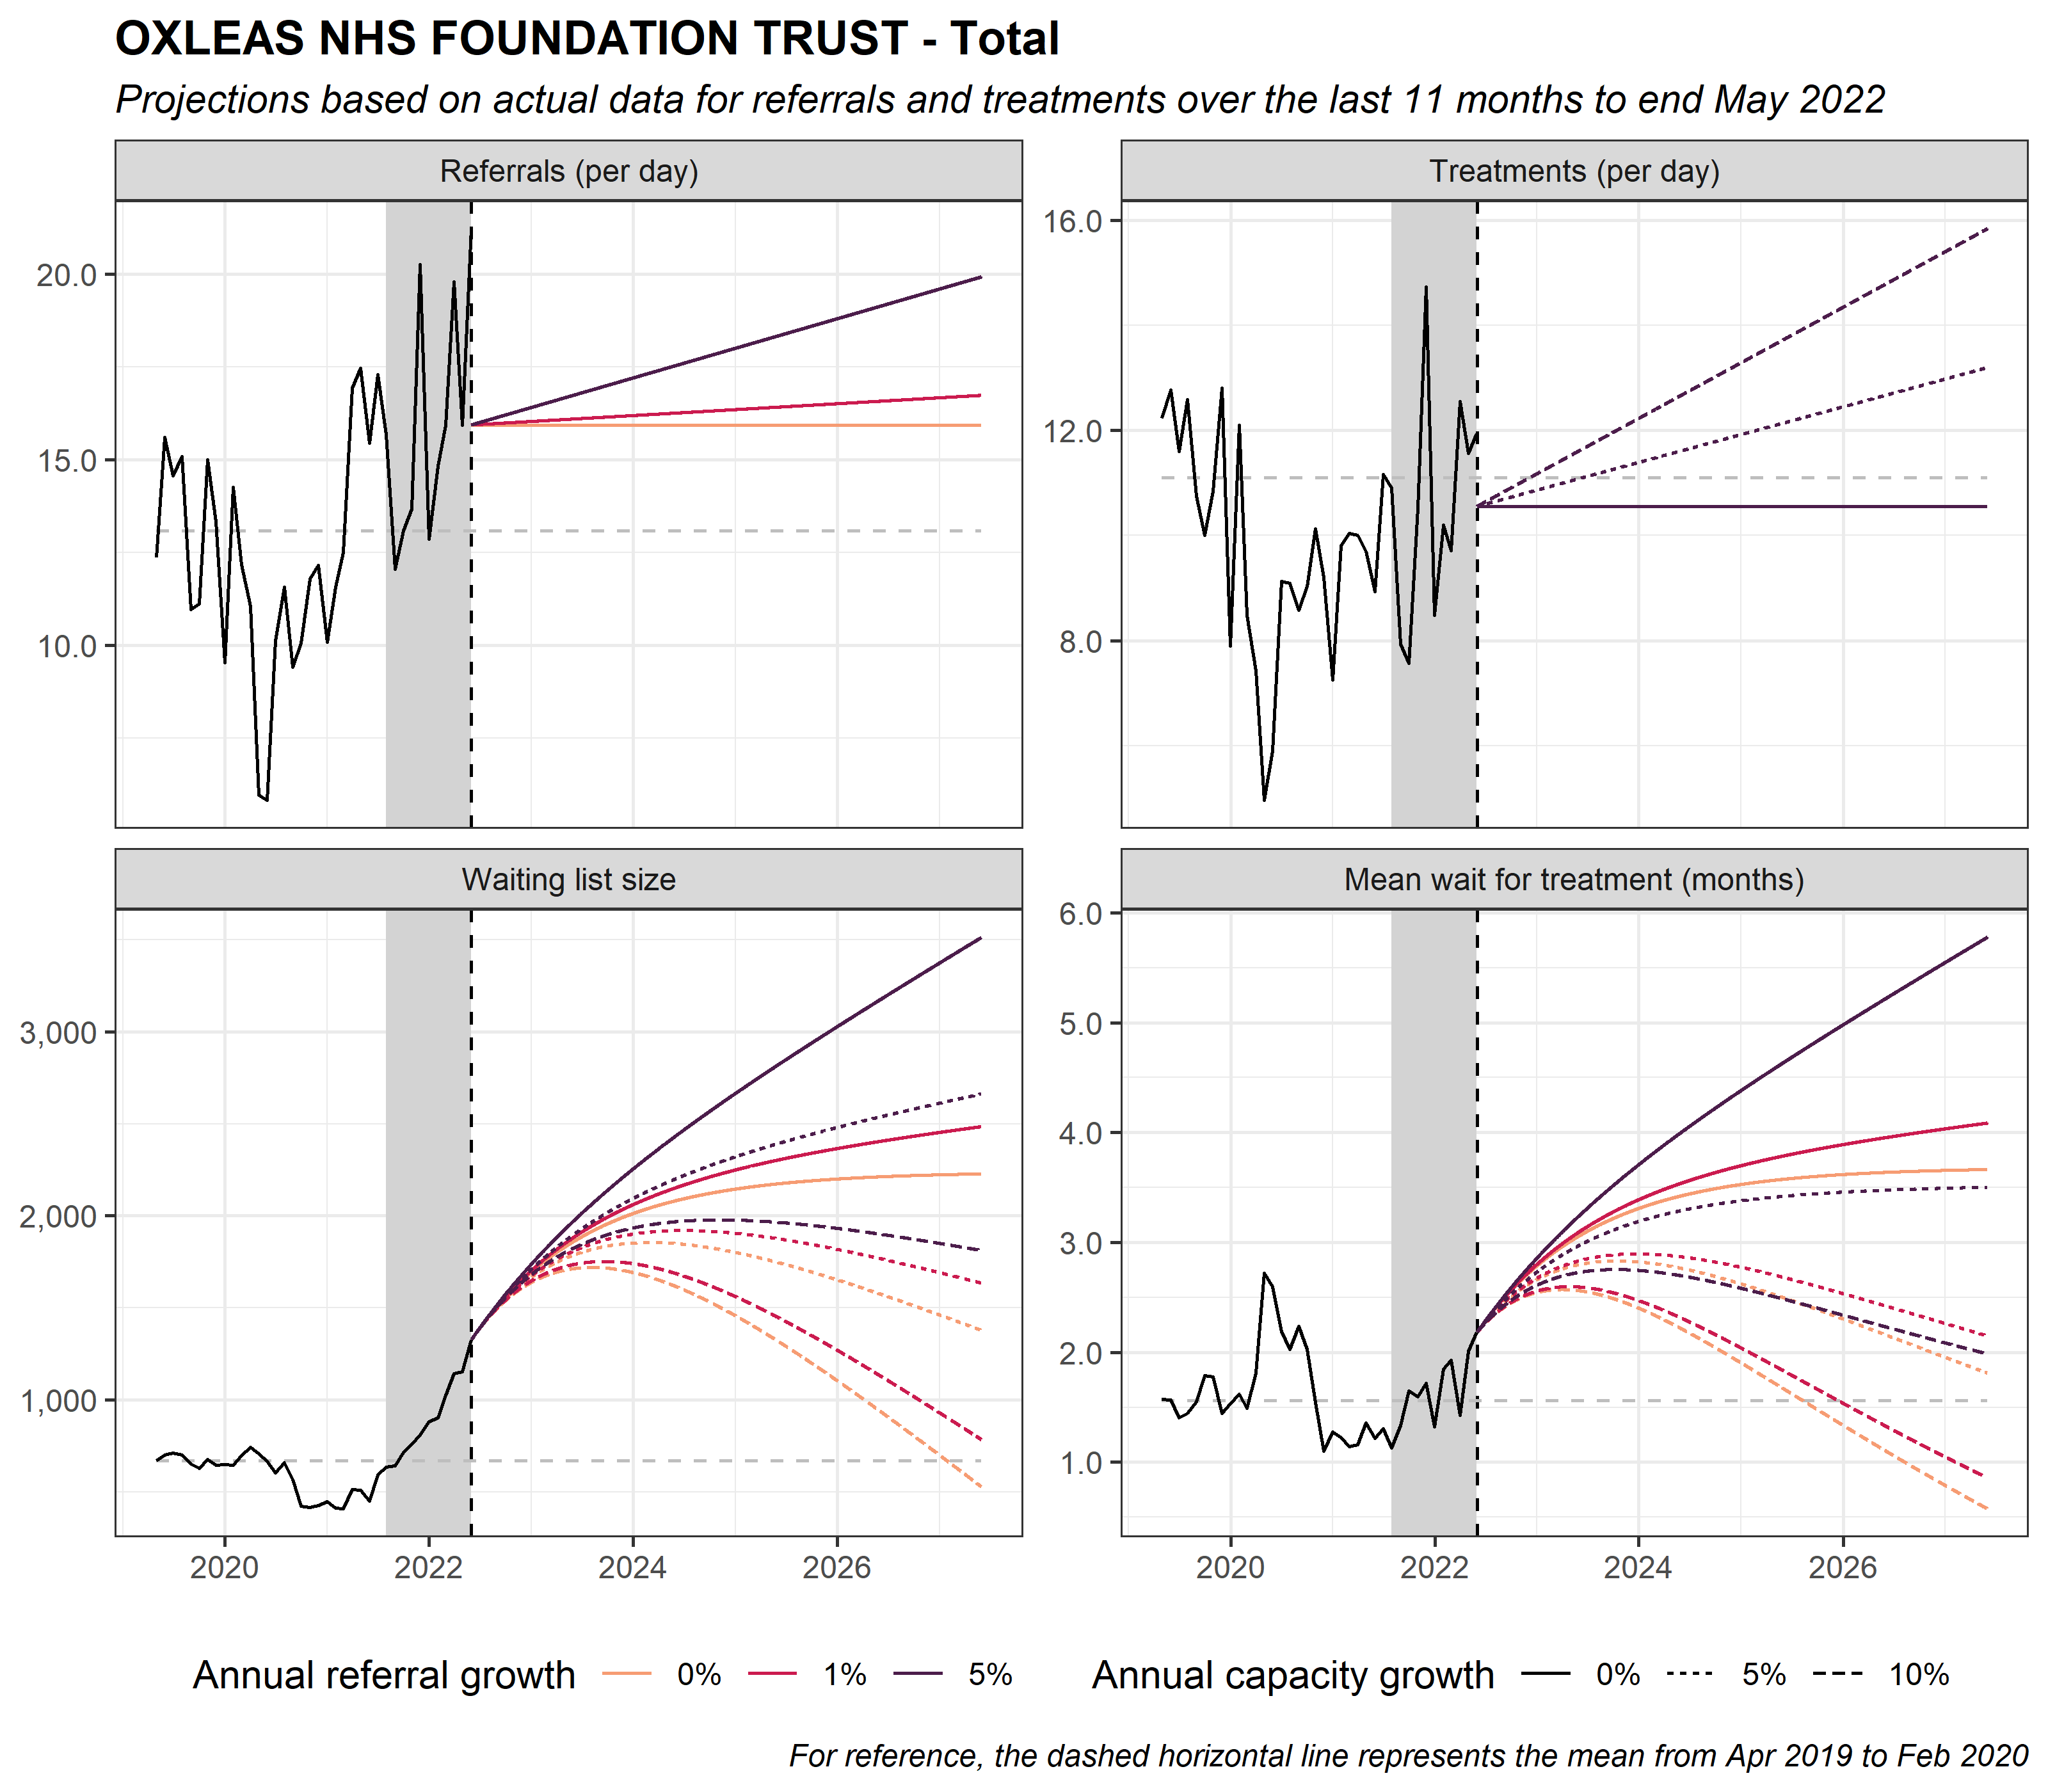 OXLEAS NHS FOUNDATION TRUST - Total
Projections based on actual data for referrals and treatments over the last 11 months to end May 2022
Referrals (per day)
20.0
15.0
10.0
Treatments (per day)
16.0
12.0
8.0
Waiting list size
3,000
2,000
1,000
2020 2022 2024 2026
Mean wait for treatment (months)
6.0
5.0
4.0
3.0
2.0
1.0
2020 2022 2024 2026
Annual referral growth 0% 1% 5%
Annual capacity growth 0% 5% 10%
For reference, the dashed horizontal line represents the mean from Apr 2019 to Feb 2020